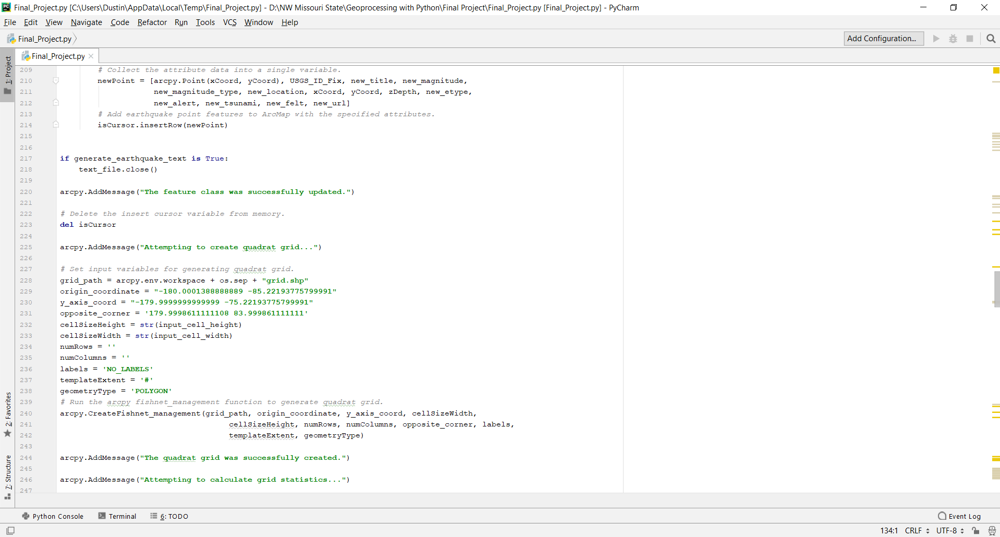 Final_Project.py [C:\Users\Dustin\AppData\Local\Temp\Final_Project.py] - D:\NW Missouri State\Geoprocessing with Python\Final Project\Final_Project.py [Final_Project.py] - PyCharm
File Edit View Navigate Code Refactor Run Tools VCS Window Help
Final_Project.py
Add Configuration...
Final_Project.py
1: Project
2: Favorites
7: Structure
209 # Collect the attribute data into a single variable.
210 newPoint = [arcpy.Point(xCoord, yCoord), USGS_ID_Fix, new_title, new_magnitude,
211 new_magnitude_type, new_location, xCoord, yCoord, zDepth, new_etype,
212 new_alert, new_tsunami, new_felt, new_url]
213 # Add earthquake point features to ArcMap with the specified attributes.
214 isCursor.insertRow(newPoint)
215
216
217 if generate_earthquake_text is True:
218 text_file.close()
219
220 arcpy.AddMessage("The feature class was successfully updated.")
221
222 # Delete the insert cursor variable from memory.
223 del isCursor
224
225 arcpy.AddMessage("Attempting to create quadrat grid...")
226
227 # Set input variables for generating quadrat grid.
228 grid_path = arcpy.env.workspace + os.sep + "grid.shp"
229 origin_coordinate = "-180.0001388888889 -85.22193775799991"
230 y_axis_coord = "-179.9999999999999 -75.22193775799991"
231 opposite_corner = '179.9998611111108 83.999861111111'
232 cellSizeHeight = str(input_cell_height)
233 cellSizeWidth = str(input_cell_width)
234 numRows = ''
235 numColumns = ''
236 labels = 'NO_LABELS'
237 templateExtent = '#'
238 geometryType = 'POLYGON'
239 # Run the arcpy fishnet_management function to generate quadrat grid.
240 arcpy.CreateFishnet_management(grid_path, origin_coordinate, y_axis_coord, cellSizeWidth,
241 cellSizeHeight, numRows, numColumns, opposite_corner, labels,
242 templateExtent, geometryType)
243
244 arcpy.AddMessage("The quadrat grid was successfully created.")
245
246 arcpy.AddMessage("Attempting to calculate grid statistics...")
247
Python Console Terminal 6: TODO Event Log
134:1 CRLF UTF-8